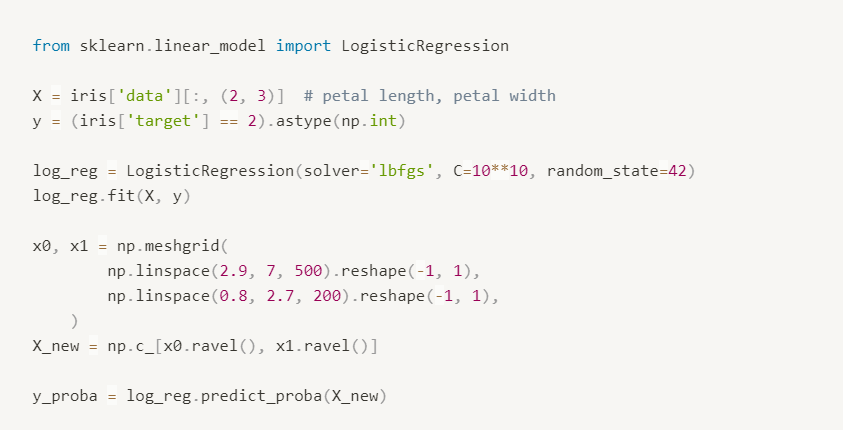 from sklearn.linear_model import LogisticRegression
X = iris['data'][:, (2, 3)]  # petal length, petal width
y = (iris['target'] == 2).astype(np.int)
log_reg = LogisticRegression(solver='lbfgs', C=10**10, random_state=42)
log_reg.fit(X, y)
x0, x1 = np.meshgrid(
        np.linspace(2.9, 7, 500).reshape(-1, 1),
        np.linspace(0.8, 2.7, 200).reshape(-1, 1),
    )
X_new = np.c_[x0.ravel(), x1.ravel()]
y_proba = log_reg.predict_proba(X_new)